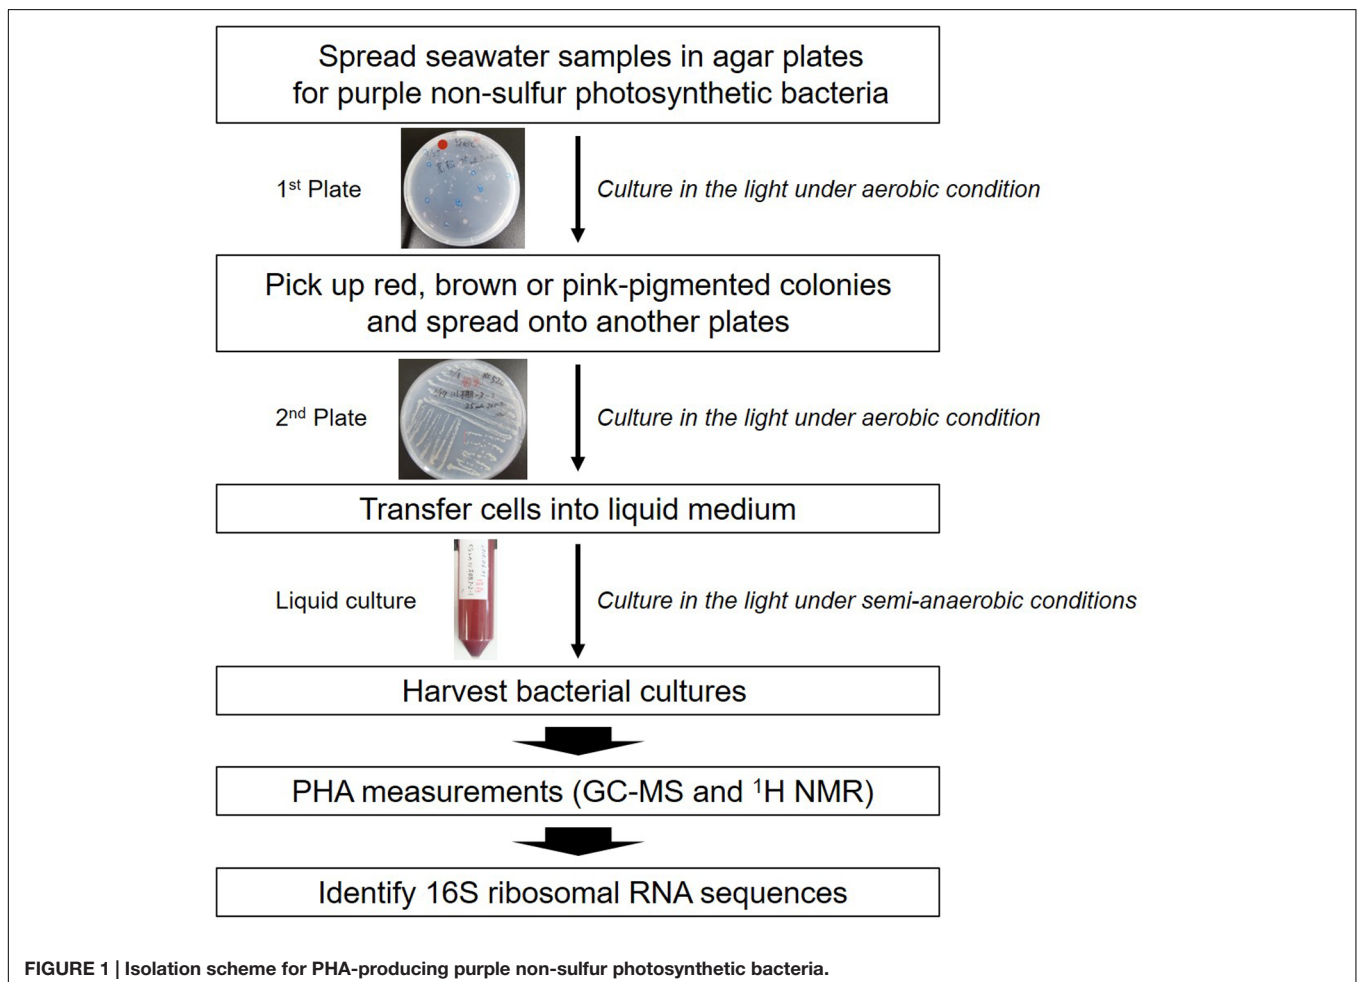 Spread seawater samples in agar plates
for purple non-sulfur photosynthetic bacteria
1st Plate
Culture in the light under aerobic condition
Pick up red, brown or pink-pigmented colonies
and spread onto another plates
2nd Plate
Culture in the light under aerobic condition
Transfer cells into liquid medium
Liquid culture
Culture in the light under semi-anaerobic conditions
Harvest bacterial cultures
PHA measurements (GC-MS and ¹H NMR)
Identify 16S ribosomal RNA sequences
FIGURE 1 | Isolation scheme for PHA-producing purple non-sulfur photosynthetic bacteria.